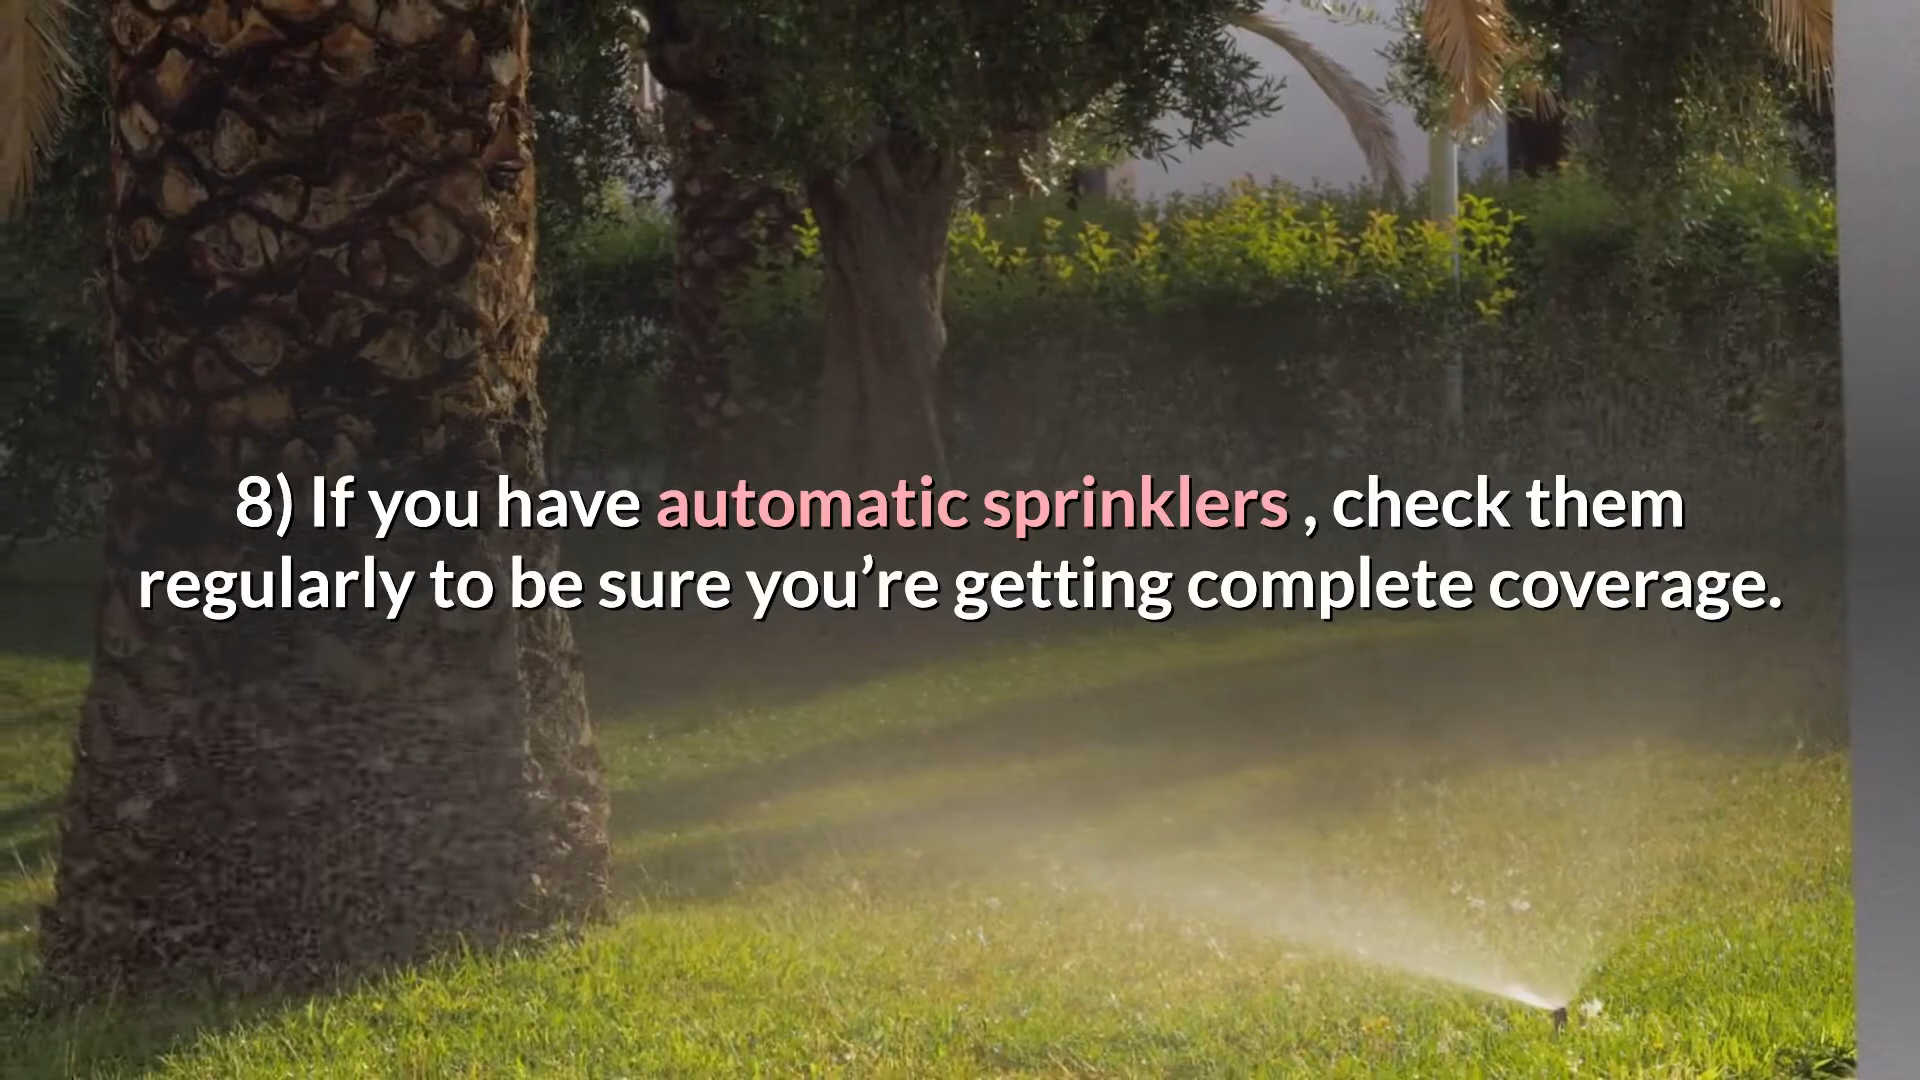 8) If you have automatic sprinklers , check them
regularly to be sure you’re getting complete coverage.